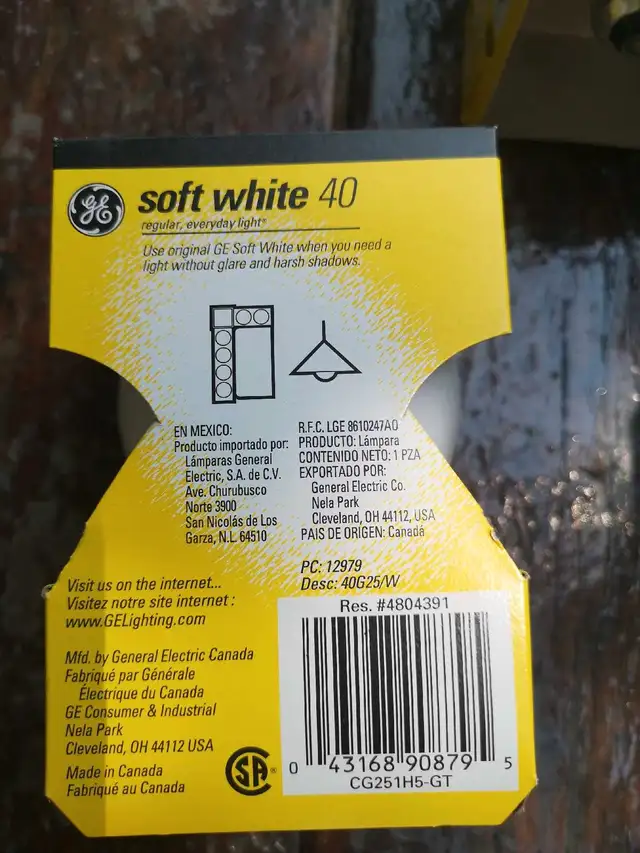 GE
soft white 40
regular, everyday light®
Use original GE Soft White when you need a
light without glare and harsh shadows.
EN MEXICO:
Producto importado por:
Lámparas General
Electric, S.A. de C.V.
Ave. Churubusco
Norte 3900
San Nicolás de Los
Garza, N.L. 64510
R.F.C. LGE 8610247A0
PRODUCTO: Lámpara
CONTENIDO NETO: 1 PZA
EXPORTADO POR:
General Electric Co.
Nela Park
Cleveland, OH 44112, USA
PAIS DE ORIGEN: Canadá
PC: 12979
Desc: 40G25/W
Visit us on the internet...
Visitez notre site internet :
www.GELighting.com
Mfd. by General Electric Canada
Fabriqué par Générale
Électrique du Canada
GE Consumer & Industrial
Nela Park
Cleveland, OH 44112 USA
Made in Canada
Fabriqué au Canada
SA®
Res. #4804391
0 43168 90879 5
CG251H5-GT